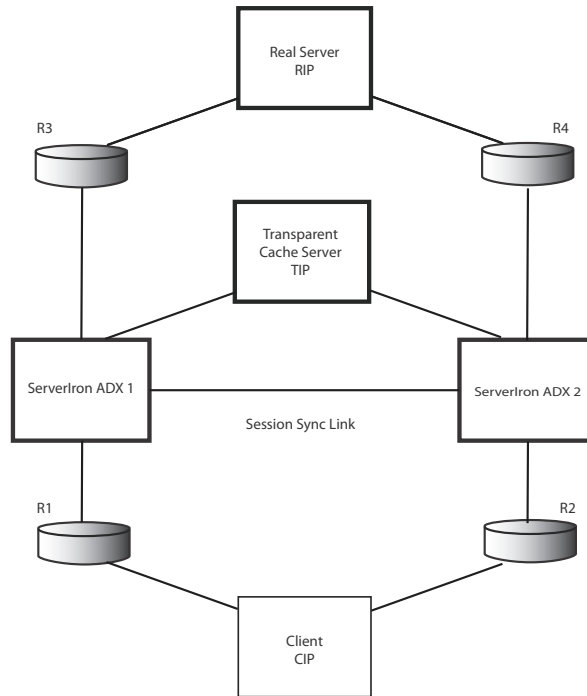 Real Server
RIP
R3
R4
Transparent
Cache Server
TIP
ServerIron ADX 1
ServerIron ADX 2
Session Sync Link
R1
R2
Client
CIP